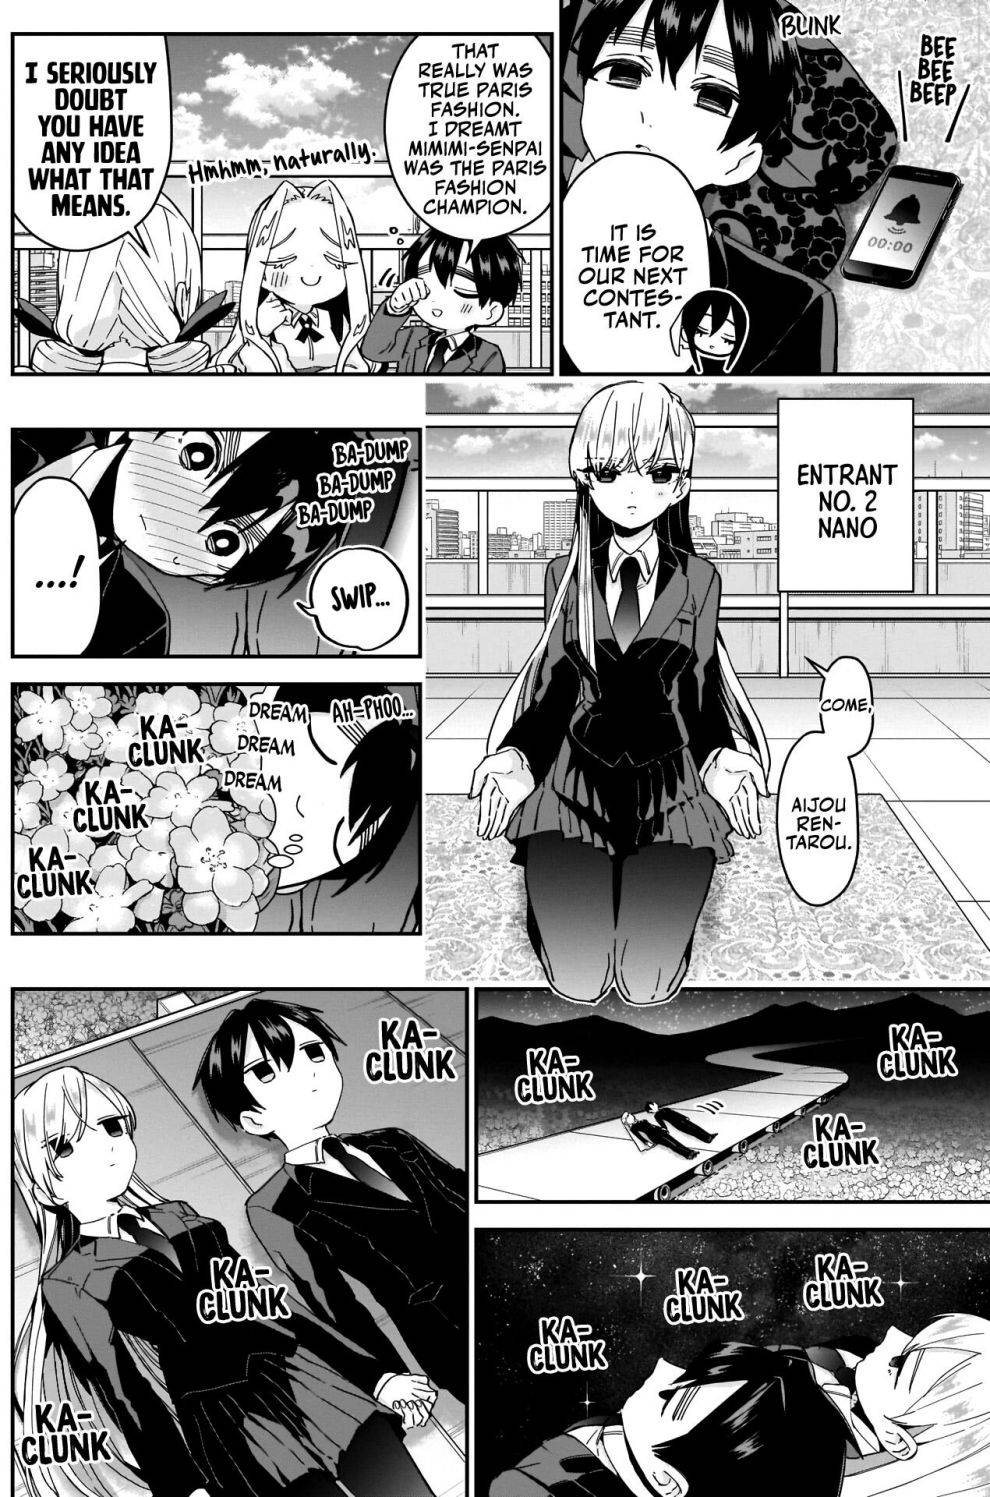 BLINK
BEE
BEE
BEEP
00:00
IT IS
TIME FOR
OUR NEXT
CONTES-
TANT.
THAT
REALLY WAS
TRUE PARIS
FASHION.
I DREAMT
MIMIMI-SENPAI
WAS THE PARIS
FASHION
CHAMPION.
Hmhmm, naturally.
I SERIOUSLY
DOUBT
YOU HAVE
ANY IDEA
WHAT THAT
MEANS.
ENTRANT
NO. 2
NANO
COME,
AIJOU
REN-
TAROU.
BA-DUMP
BA-DUMP
BA-DUMP
SWIP...
...!
AH-PHOO...
DREAM
DREAM
DREAM
KA-
CLUNK
KA-
CLUNK
KA-
CLUNK
KA-
CLUNK
KA-
CLUNK
KA-
CLUNK
KA-
CLUNK
KA-
CLUNK
KA-
CLUNK
KA-
CLUNK
KA-
CLUNK
KA-
CLUNK